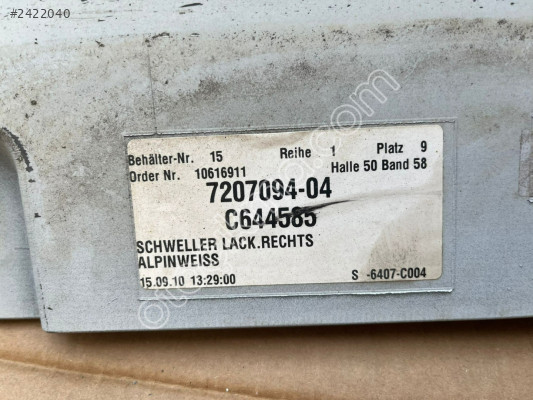 #2422040
Behälter-Nr. 15 Reihe 1 Platz 9
Order Nr. 10616911 Halle 50 Band 58
7207094-04
C644585
SCHWELLER LACK.RECHTS
ALPINWEISS
15.09.10 13:29:00 S -6407-C004